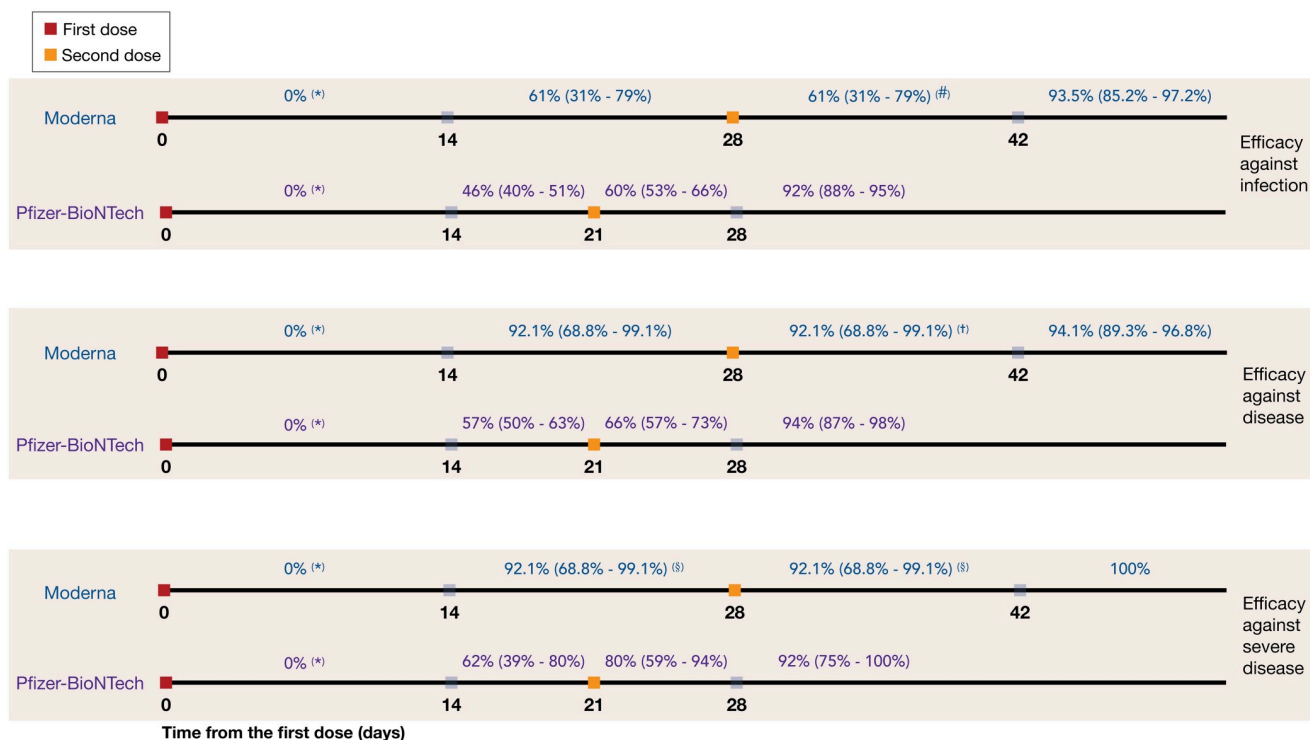 First dose
Second dose
0% (*) 61% (31% - 79%) 61% (31% - 79%) (#) 93.5% (85.2% - 97.2%)
Moderna
0 14 28 42
0% (*) 46% (40% - 51%) 60% (53% - 66%) 92% (88% - 95%)
Pfizer-BioNTech
0 14 21 28
Efficacy
against
infection
0% (*) 92.1% (68.8% - 99.1%) 92.1% (68.8% - 99.1%) (†) 94.1% (89.3% - 96.8%)
Moderna
0 14 28 42
0% (*) 57% (50% - 63%) 66% (57% - 73%) 94% (87% - 98%)
Pfizer-BioNTech
0 14 21 28
Efficacy
against
disease
0% (*) 92.1% (68.8% - 99.1%) (§) 92.1% (68.8% - 99.1%) (§) 100%
Moderna
0 14 28 42
0% (*) 62% (39% - 80%) 80% (59% - 94%) 92% (75% - 100%)
Pfizer-BioNTech
0 14 21 28
Efficacy
against
severe
disease
Time from the first dose (days)